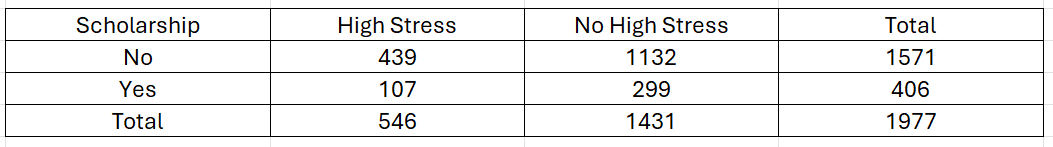 Scholarship High Stress No High Stress Total
No 439 1132 1571
Yes 107 299 406
Total 546 1431 1977